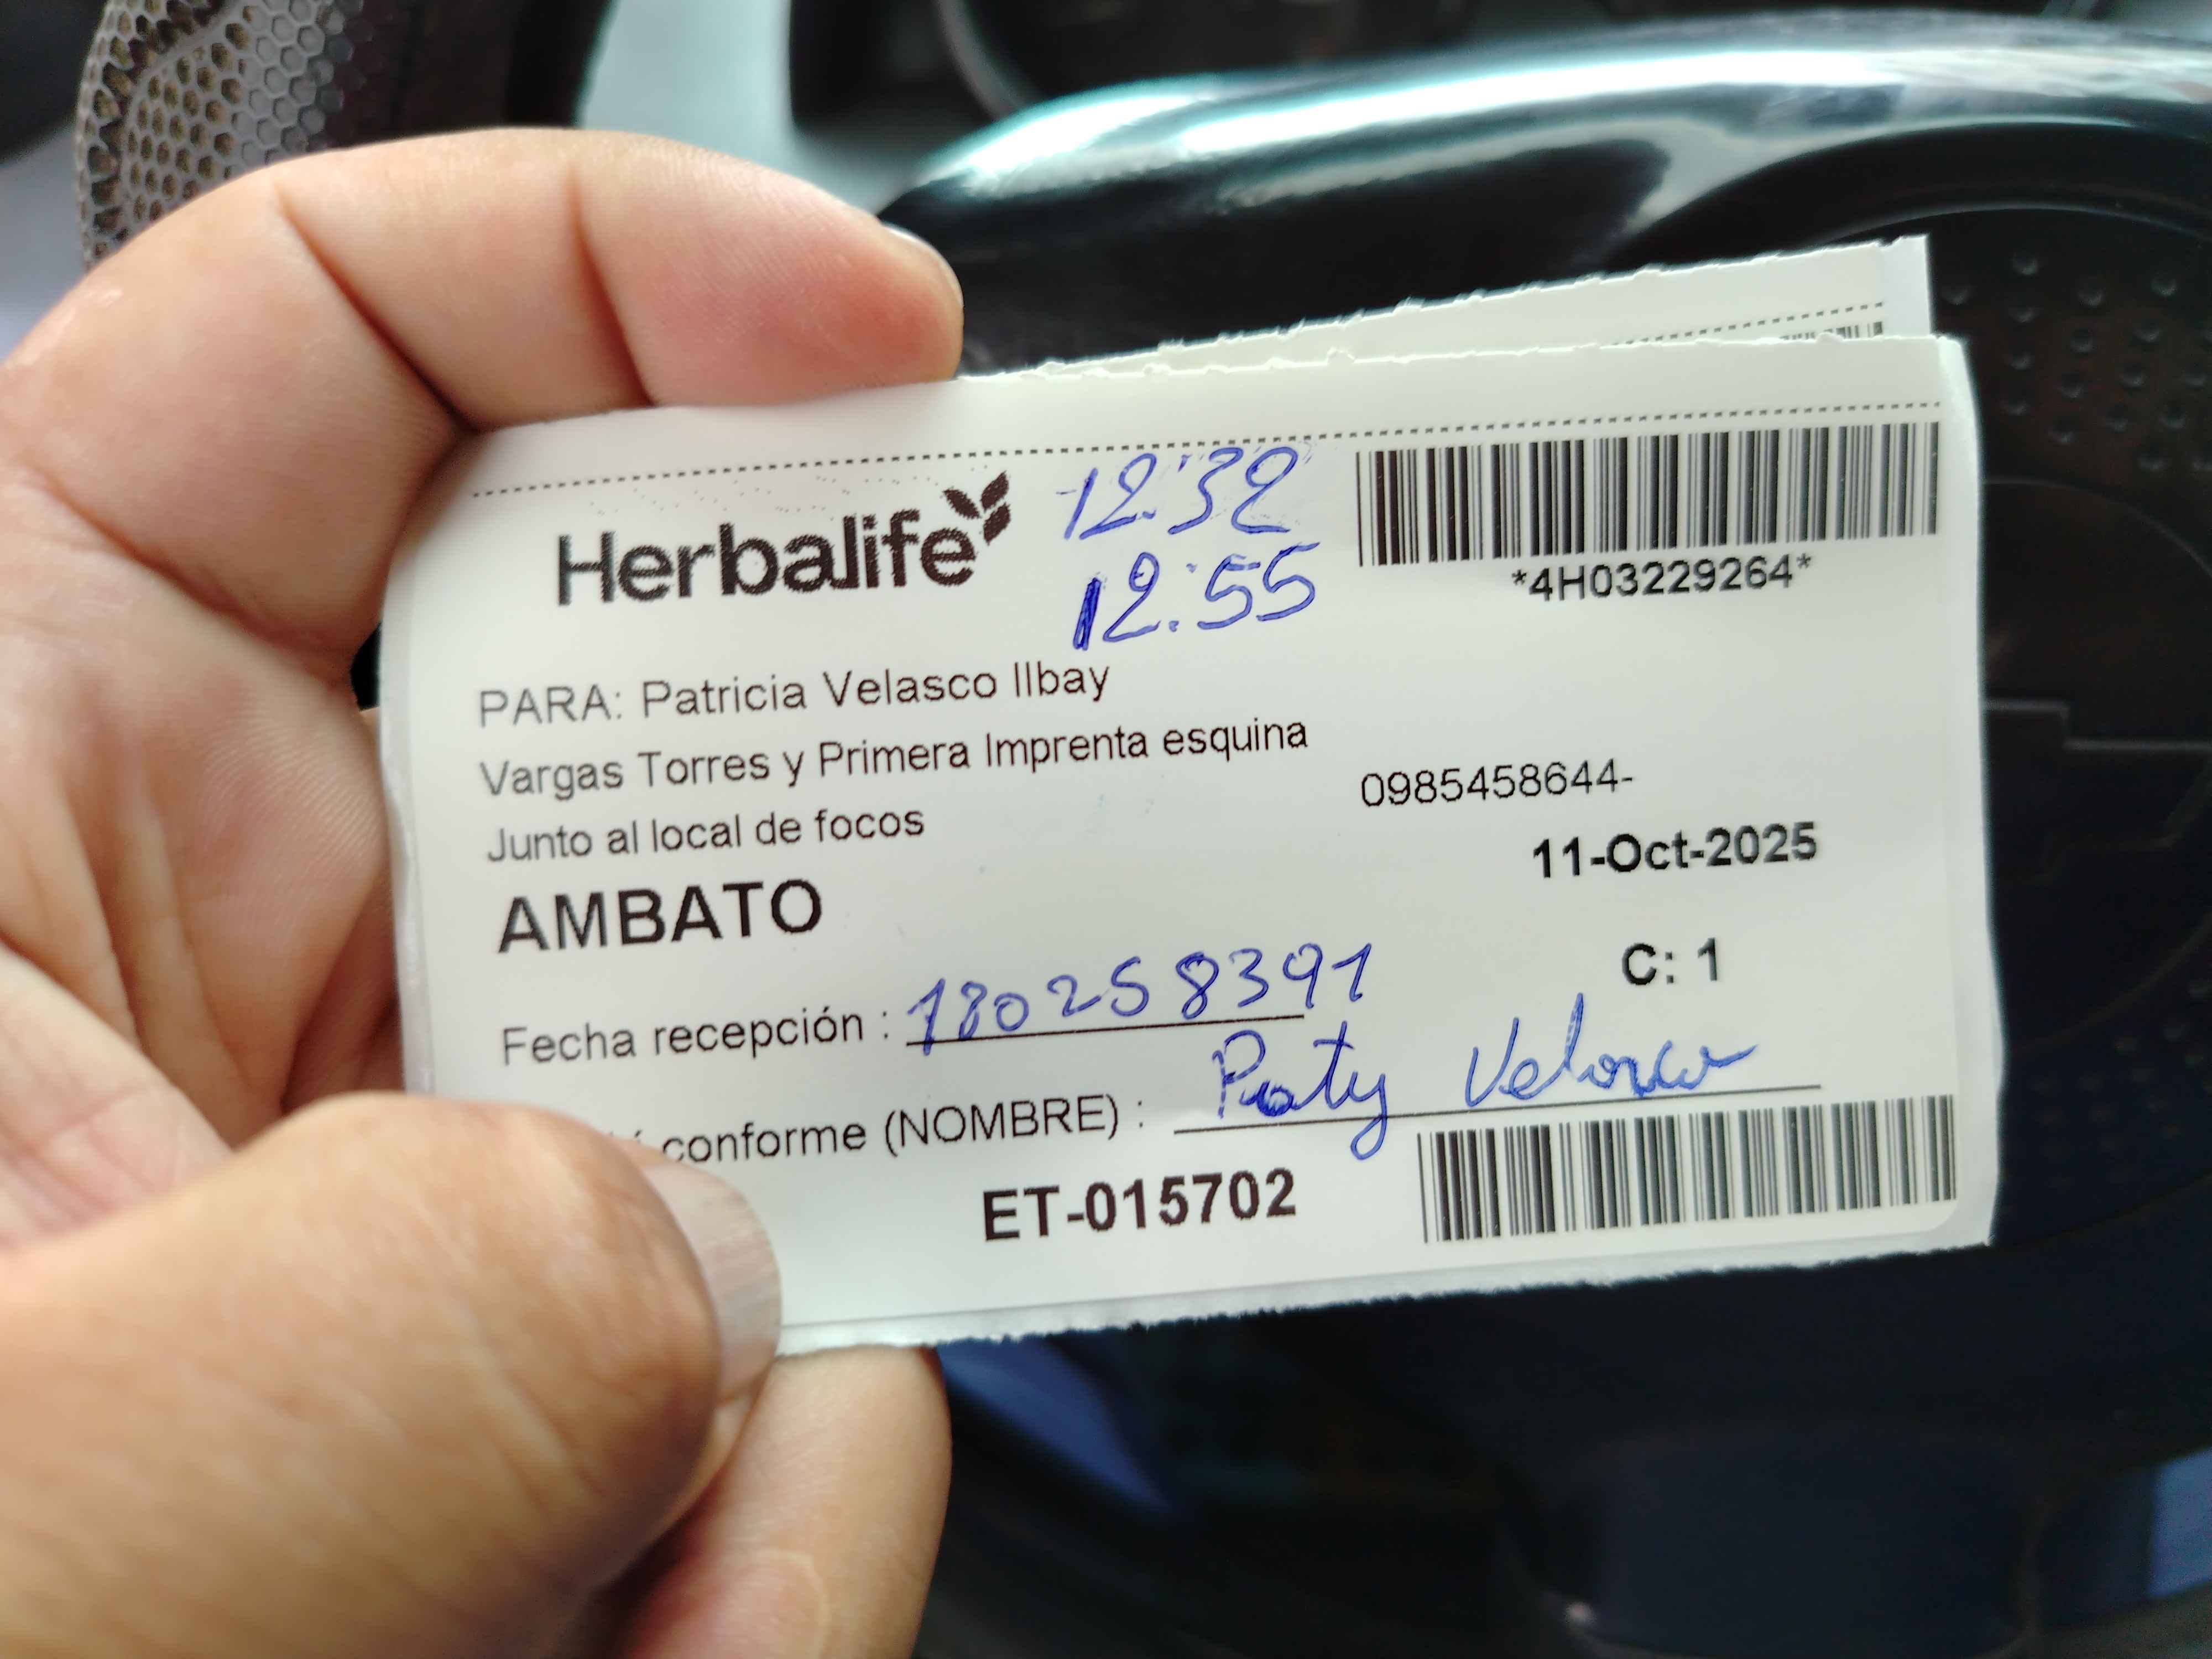 Herbalife
12:32
12:55
*4H03229264*
PARA: Patricia Velasco Ilbay
Vargas Torres y Primera Imprenta esquina
Junto al local de focos
0985458644-
11-Oct-2025
AMBATO
C: 1
Fecha recepción : 180258391
conforme (NOMBRE) : Paty Velasco
ET-015702